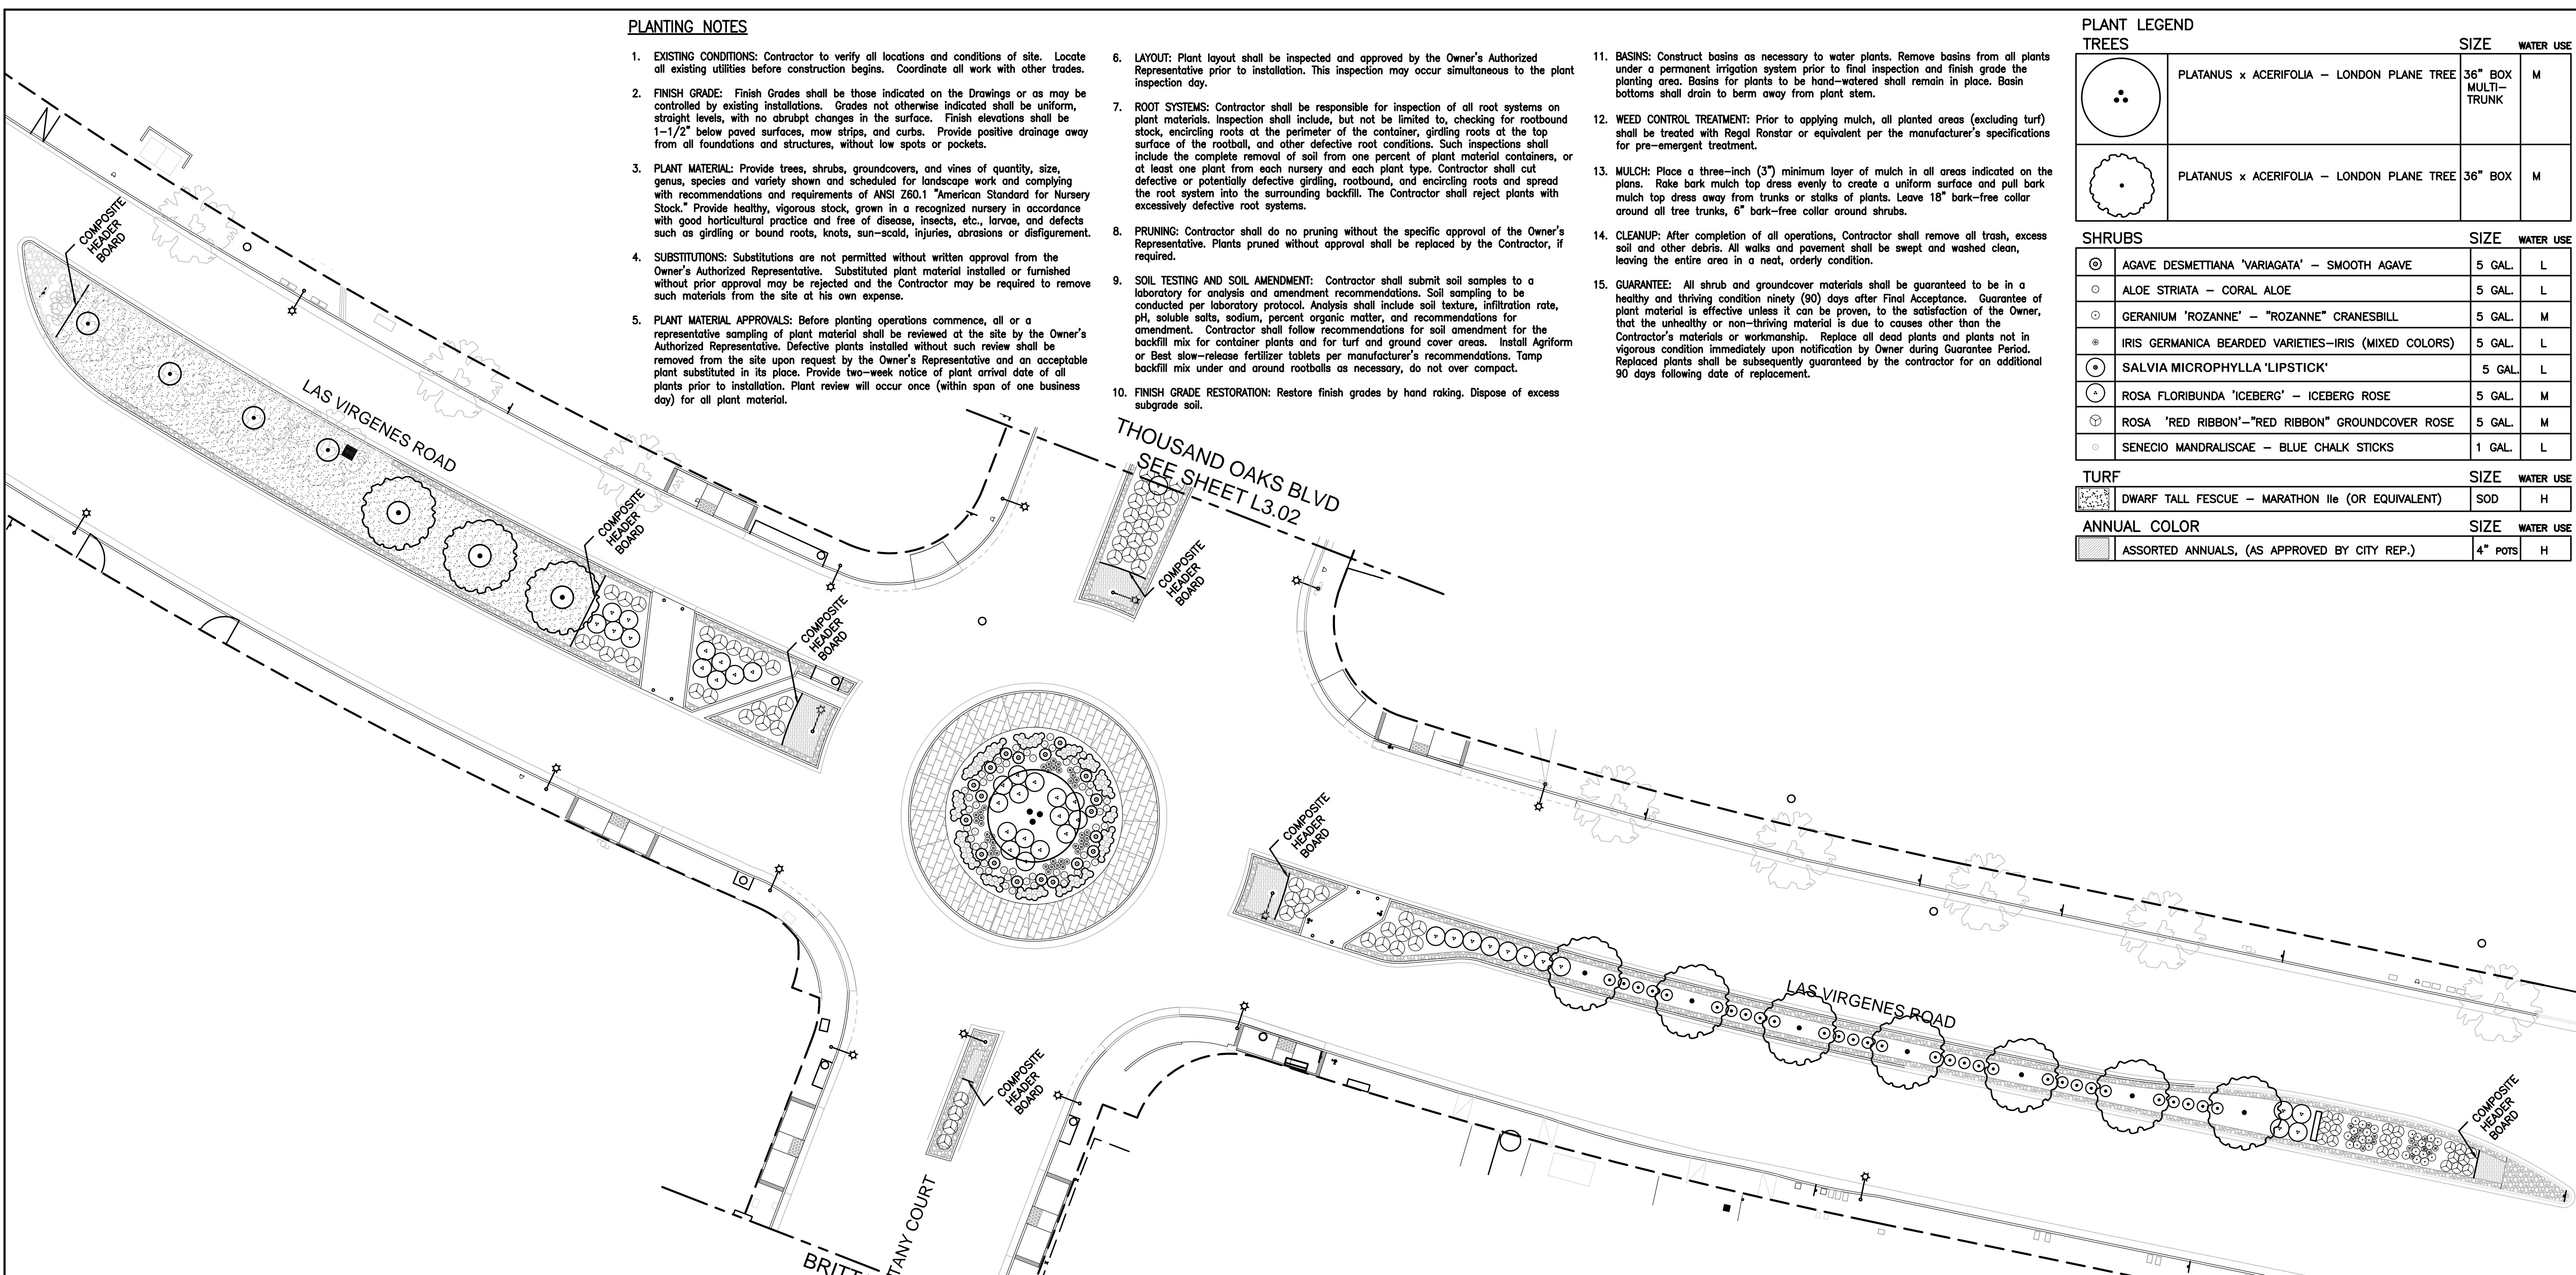 PLANTING NOTES
1. EXISTING CONDITIONS: Contractor to verify all locations and conditions of site. Locate
all existing utilities before construction begins. Coordinate all work with other trades.
2. FINISH GRADE: Finish Grades shall be those indicated on the Drawings or as may be
controlled by existing installations. Grades not otherwise indicated shall be uniform,
straight levels, with no abrubpt changes in the surface. Finish elevations shall be
1-1/2" below paved surfaces, mow strips, and curbs. Provide positive drainage away
from all foundations and structures, without low spots or pockets.
3. PLANT MATERIAL: Provide trees, shrubs, groundcovers, and vines of quantity, size,
genus, species and variety shown and scheduled for landscape work and complying
with recommendations and requirements of ANSI Z60.1 "American Standard for Nursery
Stock." Provide healthy, vigorous stock, grown in a recognized nursery in accordance
with good horticultural practice and free of disease, insects, etc., larvae, and defects
such as girdling or bound roots, knots, sun-scald, injuries, abrasions or disfigurement.
4. SUBSTITUTIONS: Substitutions are not permitted without written approval from the
Owner's Authorized Representative. Substituted plant material installed or furnished
without prior approval may be rejected and the Contractor may be required to remove
such materials from the site at his own expense.
5. PLANT MATERIAL APPROVALS: Before planting operations commence, all or a
representative sampling of plant material shall be reviewed at the site by the Owner's
Authorized Representative. Defective plants installed without such review shall be
removed from the site upon request by the Owner's Representative and an acceptable
plant substituted in its place. Provide two-week notice of plant arrival date of all
plants prior to installation. Plant review will occur once (within span of one business
day) for all plant material.
6. LAYOUT: Plant layout shall be inspected and approved by the Owner's Authorized
Representative prior to installation. This inspection may occur simultaneous to the plant
inspection day.
7. ROOT SYSTEMS: Contractor shall be responsible for inspection of all root systems on
plant materials. Inspection shall include, but not be limited to, checking for rootbound
stock, encircling roots at the perimeter of the container, girdling roots at the top
surface of the rootball, and other defective root conditions. Such inspections shall
include the complete removal of soil from one percent of plant material containers, or
at least one plant from each nursery and each plant type. Contractor shall cut
defective or potentially defective girdling, rootbound, and encircling roots and spread
the root system into the surrounding backfill. The Contractor shall reject plants with
excessively defective root systems.
8. PRUNING: Contractor shall do no pruning without the specific approval of the Owner's
Representative. Plants pruned without approval shall be replaced by the Contractor, if
required.
9. SOIL TESTING AND SOIL AMENDMENT: Contractor shall submit soil samples to a
laboratory for analysis and amendment recommendations. Soil sampling to be
conducted per laboratory protocol. Analysis shall include soil texture, infiltration rate,
pH, soluble salts, sodium, percent organic matter, and recommendations for
amendment. Contractor shall follow recommendations for soil amendment for the
backfill mix for container plants and for turf and ground cover areas. Install Agriform
or Best slow-release fertilizer tablets per manufacturer's recommendations. Tamp
backfill mix under and around rootballs as necessary, do not over compact.
10. FINISH GRADE RESTORATION: Restore finish grades by hand raking. Dispose of excess
subgrade soil.
11. BASINS: Construct basins as necessary to water plants. Remove basins from all plants
under a permanent irrigation system prior to final inspection and finish grade the
planting area. Basins for plants to be hand-watered shall remain in place. Basin
bottoms shall drain to berm away from plant stem.
12. WEED CONTROL TREATMENT: Prior to applying mulch, all planted areas (excluding turf)
shall be treated with Regal Ronstar or equivalent per the manufacturer's specifications
for pre-emergent treatment.
13. MULCH: Place a three-inch (3") minimum layer of mulch in all areas indicated on the
plans. Rake bark mulch top dress evenly to create a uniform surface and pull bark
mulch top dress away from trunks or stalks of plants. Leave 18" bark-free collar
around all tree trunks, 6" bark-free collar around shrubs.
14. CLEANUP: After completion of all operations, Contractor shall remove all trash, excess
soil and other debris. All walks and pavement shall be swept and washed clean,
leaving the entire area in a neat, orderly condition.
15. GUARANTEE: All shrub and groundcover materials shall be guaranteed to be in a
healthy and thriving condition ninety (90) days after Final Acceptance. Guarantee of
plant material is effective unless it can be proven, to the satisfaction of the Owner,
that the unhealthy or non-thriving material is due to causes other than the
Contractor's materials or workmanship. Replace all dead plants and plants not in
vigorous condition immediately upon notification by Owner during Guarantee Period.
Replaced plants shall be subsequently guaranteed by the contractor for an additional
90 days following date of replacement.
PLANT LEGEND
TREES SIZE WATER USE
PLATANUS x ACERIFOLIA - LONDON PLANE TREE 36" BOX M
MULTI-
TRUNK
PLATANUS x ACERIFOLIA - LONDON PLANE TREE 36" BOX M
SHRUBS SIZE WATER USE
AGAVE DESMETTIANA 'VARIAGATA' - SMOOTH AGAVE 5 GAL. L
ALOE STRIATA - CORAL ALOE 5 GAL. L
GERANIUM 'ROZANNE' - "ROZANNE" CRANESBILL 5 GAL. M
IRIS GERMANICA BEARDED VARIETIES-IRIS (MIXED COLORS) 5 GAL. L
SALVIA MICROPHYLLA 'LIPSTICK' 5 GAL. L
ROSA FLORIBUNDA 'ICEBERG' - ICEBERG ROSE 5 GAL. M
ROSA 'RED RIBBON'-"RED RIBBON" GROUNDCOVER ROSE 5 GAL. M
SENECIO MANDRALISCAE - BLUE CHALK STICKS 1 GAL. L
TURF SIZE WATER USE
DWARF TALL FESCUE - MARATHON IIe (OR EQUIVALENT) SOD H
ANNUAL COLOR SIZE WATER USE
ASSORTED ANNUALS, (AS APPROVED BY CITY REP.) 4" POTS H
COMPOSITE
HEADER
BOARD
LAS VIRGENES ROAD
COMPOSITE
HEADER
BOARD
COMPOSITE
HEADER
BOARD
THOUSAND OAKS BLVD
SEE SHEET L3.02
COMPOSITE
HEADER
BOARD
COMPOSITE
HEADER
BOARD
LAS VIRGENES ROAD
COMPOSITE
HEADER
BOARD
COMPOSITE
HEADER
BOARD
BRITT
TANY COURT